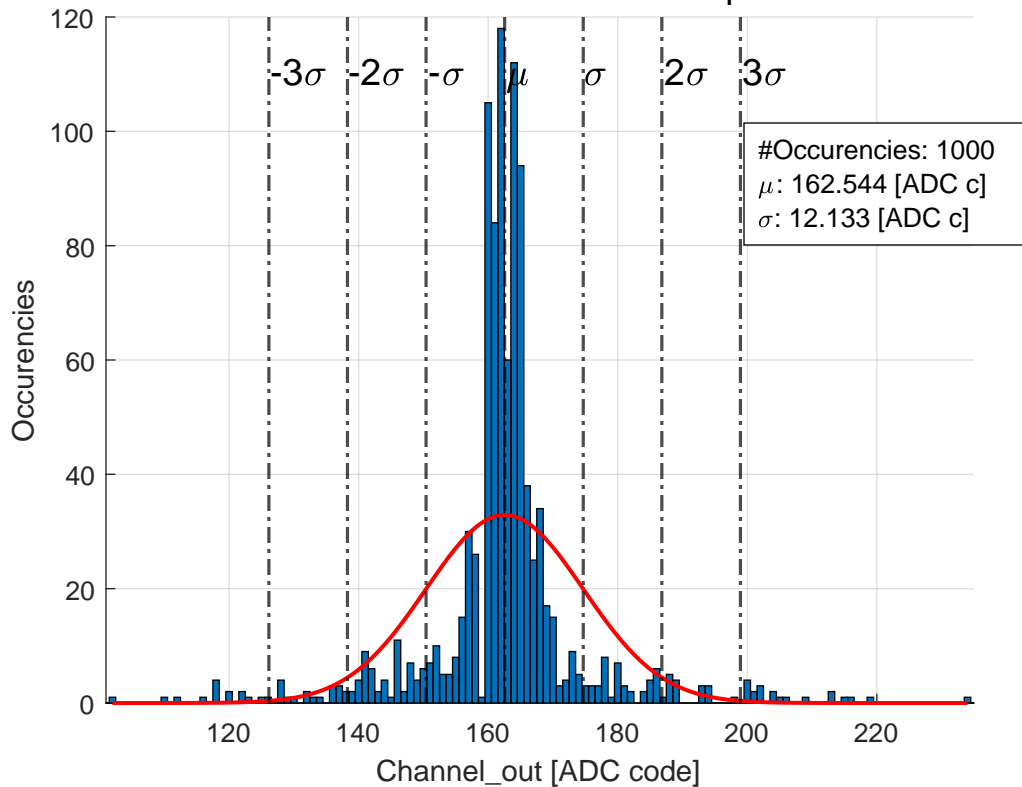 120
-3σ
-2σ
-σ
μ
σ
2σ
3σ
100
#Occurencies: 1000
μ: 162.544 [ADC c]
σ: 12.133 [ADC c]
80
Occurencies
60
40
20
0
120
140
160
180
200
220
Channel_out [ADC code]